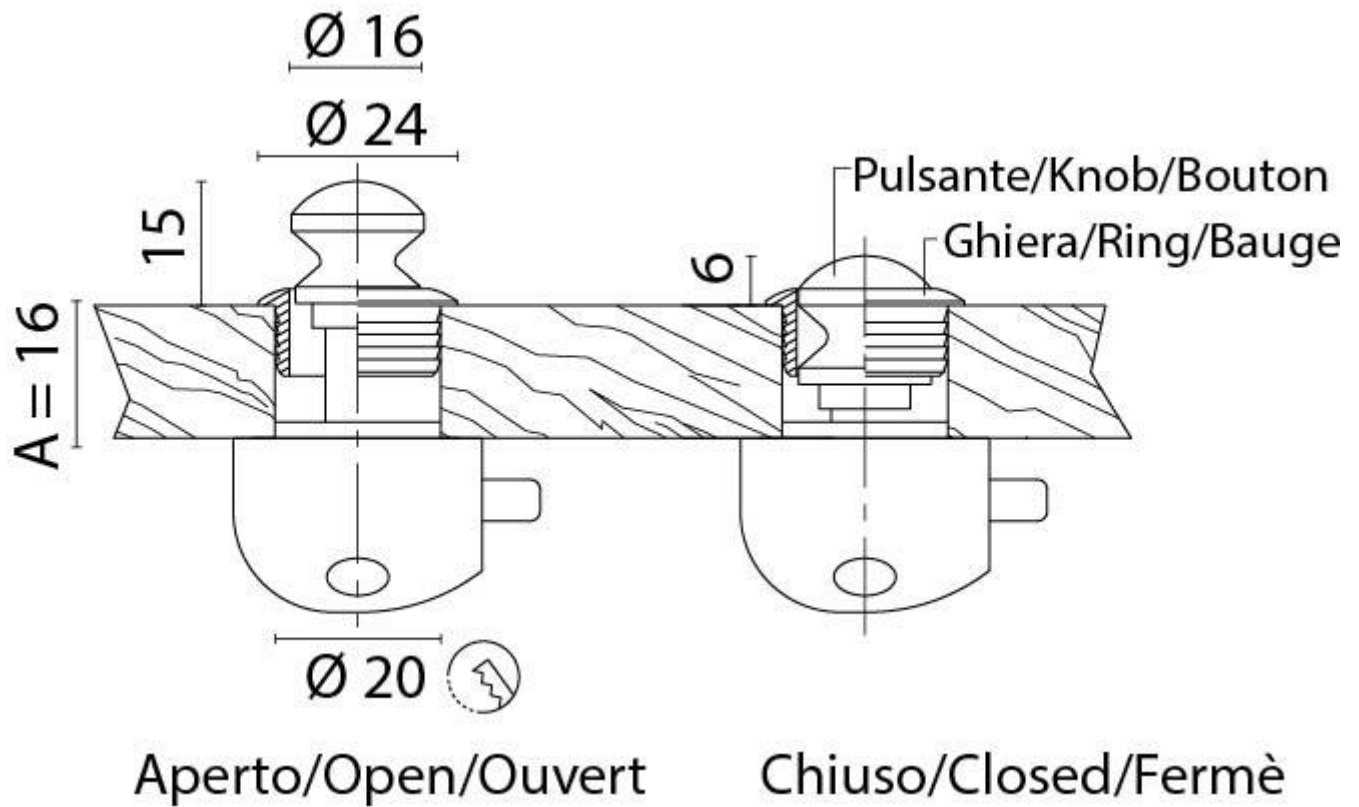 Ø 16
Ø 24
15
Pulsante/Knob/Bouton
Ghiera/Ring/Bauge
6
A = 16
Ø 20
Aperto/Open/Ouvert
Chiuso/Closed/Fermè